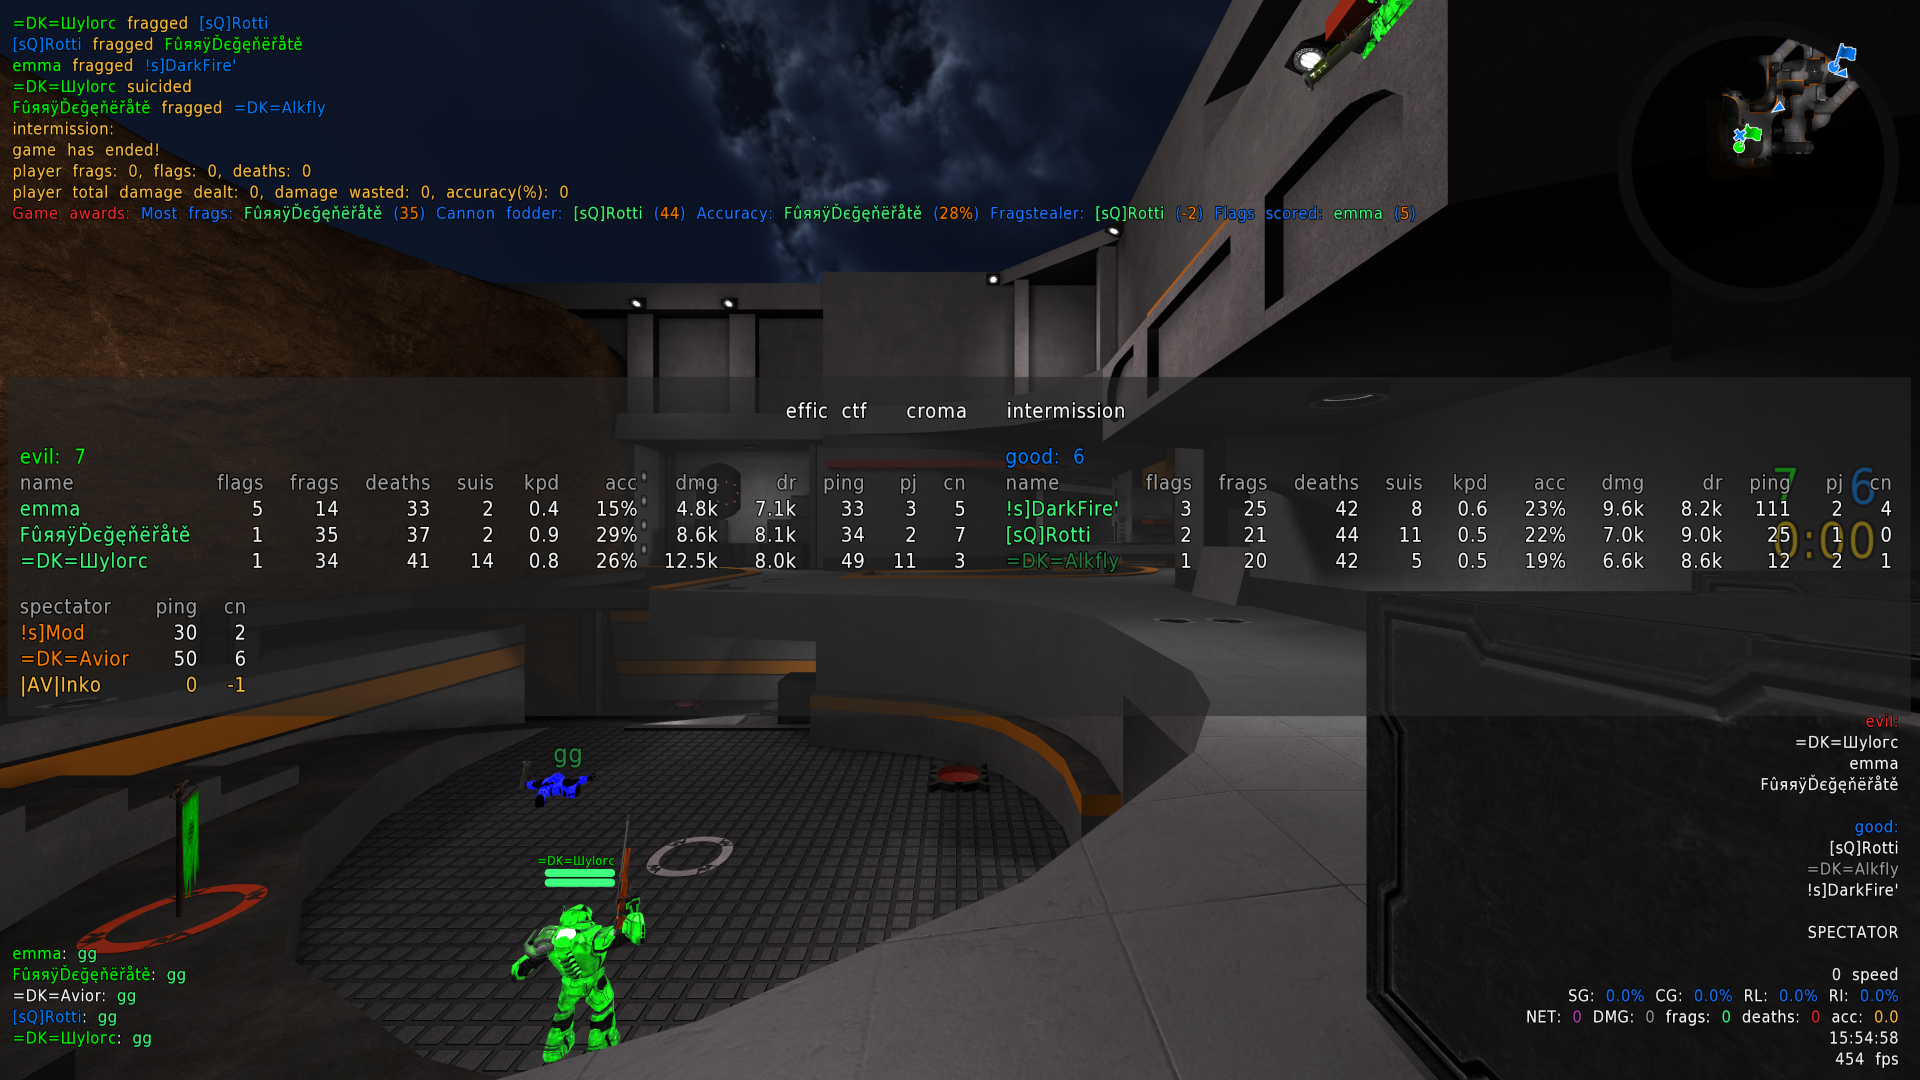 =DK=Шylorc fragged [sQ]Rotti
[sQ]Rotti fragged FûяяÿĎєğęňëřåtě
emma fragged !s]DarkFire'
=DK=Шylorc suicided
FûяяÿĎєğęňëřåtě fragged =DK=Alkfly
intermission:
game has ended!
player frags: 0, flags: 0, deaths: 0
player total damage dealt: 0, damage wasted: 0, accuracy(%): 0
Game awards: Most frags: FûяяÿĎєğęňëřåtě (35) Cannon fodder: [sQ]Rotti (44) Accuracy: FûяяÿĎєğęňëřåtě (28%) Fragstealer: [sQ]Rotti (-2) Flags scored: emma (5)
effic ctf croma intermission
evil: 7
name flags frags deaths suis kpd acc dmg dr ping pj cn
emma 5 14 33 2 0.4 15% 4.8k 7.1k 33 3 5
FûяяÿĎєğęňëřåtě 1 35 37 2 0.9 29% 8.6k 8.1k 34 2 7
=DK=Шylorc 1 34 41 14 0.8 26% 12.5k 8.0k 49 11 3
good: 6
name flags frags deaths suis kpd acc dmg dr ping pj cn
!s]DarkFire' 3 25 42 8 0.6 23% 9.6k 8.2k 111 2 4
[sQ]Rotti 2 21 44 11 0.5 22% 7.0k 9.0k 25 1 0
=DK=Alkfly 1 20 42 5 0.5 19% 6.6k 8.6k 12 2 1
7 6
0:00
spectator ping cn
!s]Mod 30 2
=DK=Avior 50 6
|AV|Inko 0 -1
gg
=DK=Шylorc
emma: gg
FûяяÿĎєğęňëřåtě: gg
=DK=Avior: gg
[sQ]Rotti: gg
=DK=Шylorc: gg
evil:
=DK=Шylorc
emma
FûяяÿĎєğęňëřåtě
good:
[sQ]Rotti
=DK=Alkfly
!s]DarkFire'
SPECTATOR
0 speed
SG: 0.0% CG: 0.0% RL: 0.0% RI: 0.0%
NET: 0 DMG: 0 frags: 0 deaths: 0 acc: 0.0
15:54:58
454 fps